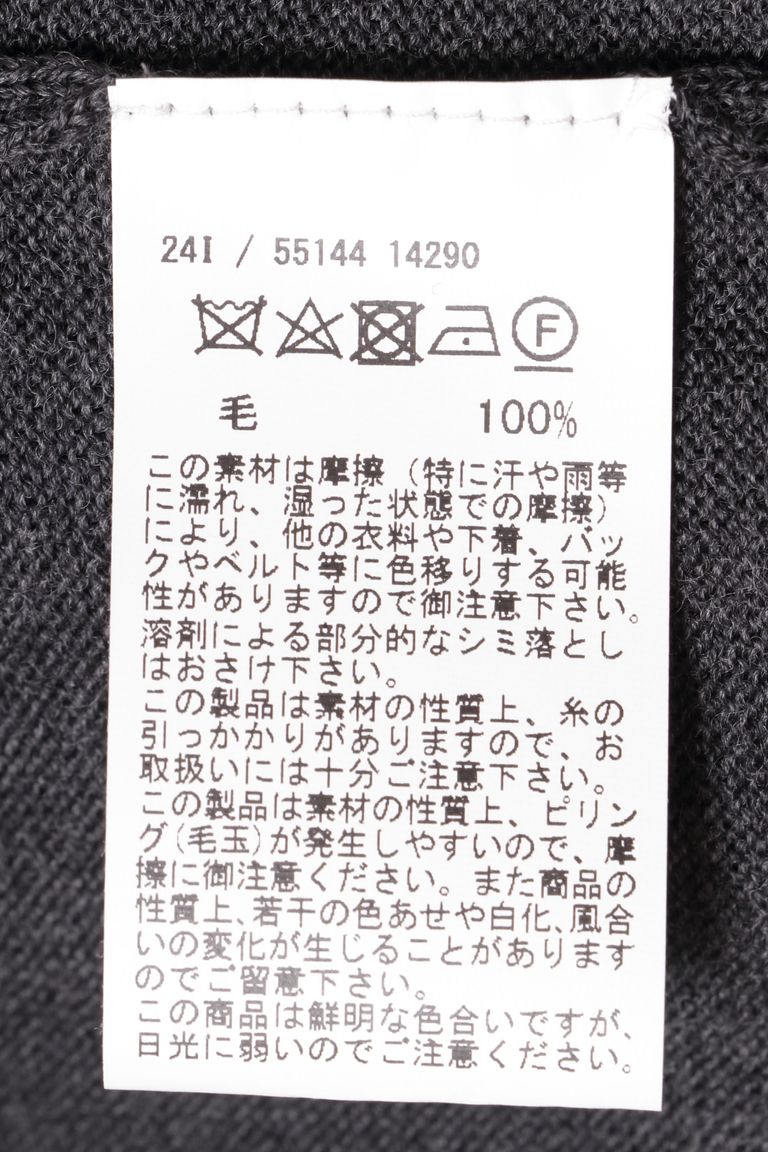 24I / 55144 14290
F
毛 100%
この素材は摩擦（特に汗や雨等
に濡れ、湿った状態での摩擦）
により、他の衣料や下着、バッ
クやベルト等に色移りする可能
性がありますので御注意下さい。
溶剤による部分的なシミ落とし
はおさけ下さい。
この製品は素材の性質上、糸の
引っかかりがありますので、お
取扱いには十分ご注意下さい。
この製品は素材の性質上、ピリン
グ(毛玉)が発生しやすいので、摩
擦に御注意ください。また商品の
性質上、若干の色あせや白化、風合
いの変化が生じることがあります
のでご留意下さい。
この商品は鮮明な色合いですが、
日光に弱いのでご注意ください。